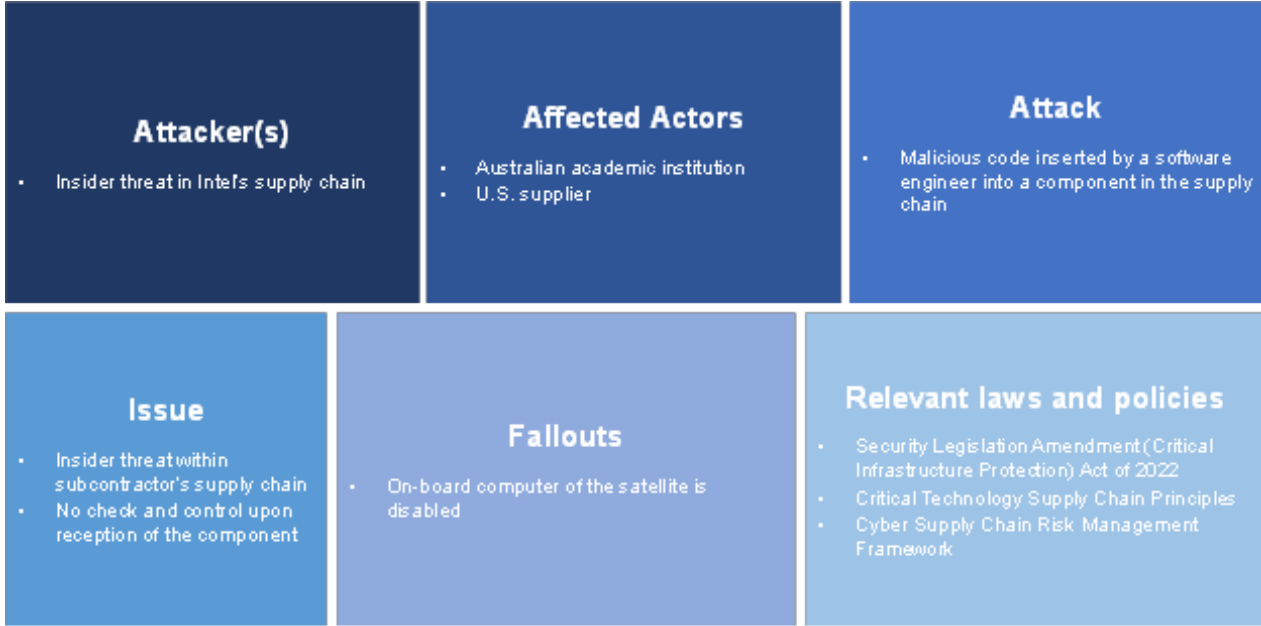 Attacker(s)
• Insider threat in Intel's supply chain
Affected Actors
• Australian academic institution
• U.S. supplier
Attack
• Malicious code inserted by a software
engineer into a component in the supply
chain
Issue
• Insider threat within
subcontractor's supply chain
• No check and control upon
reception of the component
Fallouts
• On-board computer of the satellite is
disabled
Relevant laws and policies
• Security Legislation Amendment (Critical
Infrastructure Protection) Act of 2022
• Critical Technology Supply Chain Principles
• Cyber Supply Chain Risk Management
Framework